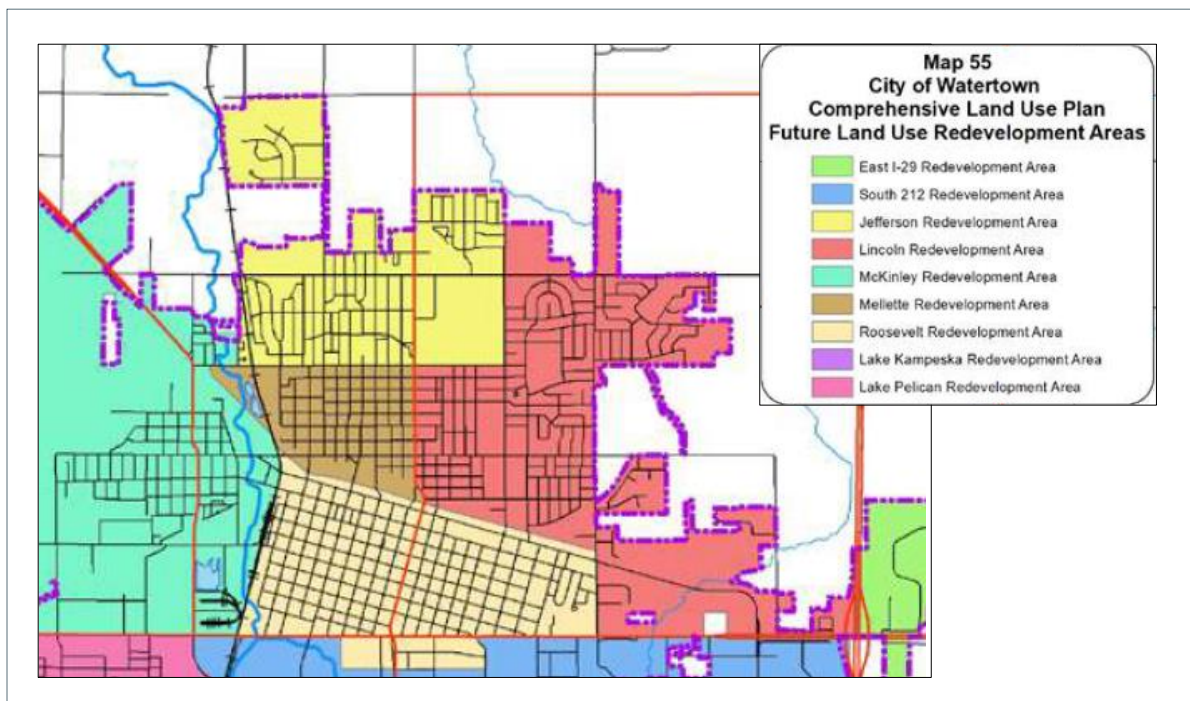 Map 55
City of Watertown
Comprehensive Land Use Plan
Future Land Use Redevelopment Areas
East I-29 Redevelopment Area
South 212 Redevelopment Area
Jefferson Redevelopment Area
Lincoln Redevelopment Area
McKinley Redevelopment Area
Mellette Redevelopment Area
Roosevelt Redevelopment Area
Lake Kampeska Redevelopment Area
Lake Pelican Redevelopment Area